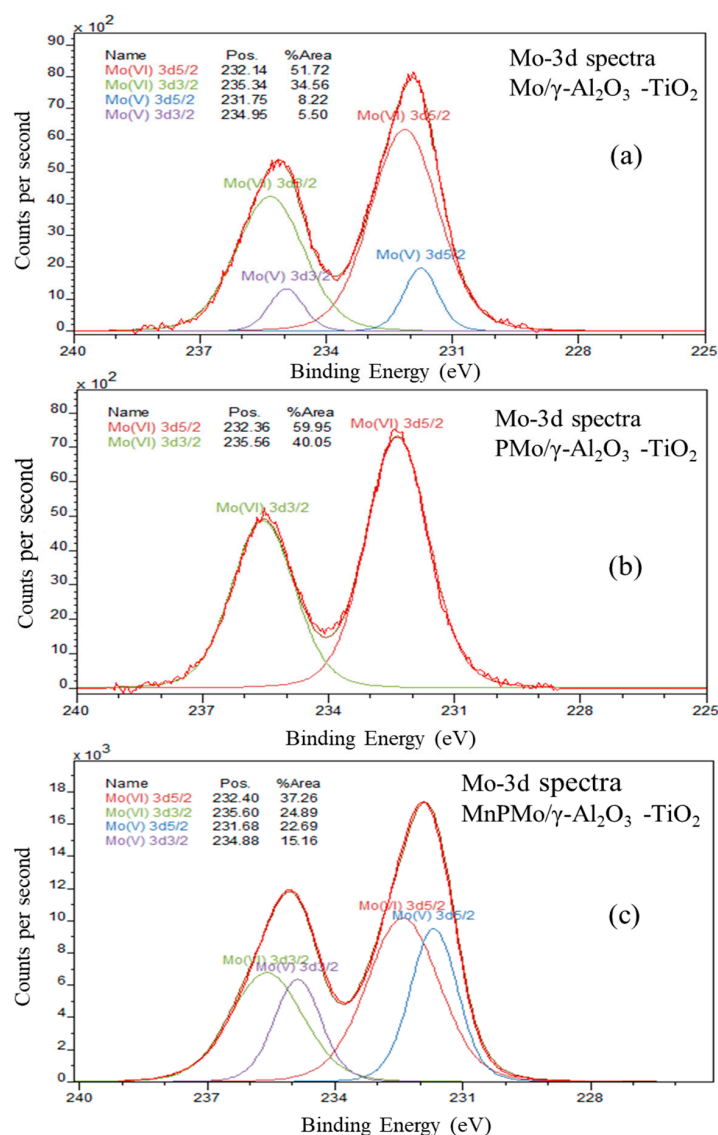 x 10²
Name Pos. %Area
Mo(VI) 3d5/2 232.14 51.72
Mo(VI) 3d3/2 235.34 34.56
Mo(V) 3d5/2 231.75 8.22
Mo(V) 3d3/2 234.95 5.50
Mo-3d spectra
Mo/γ-Al₂O₃ -TiO₂
(a)
Mo(VI) 3d5/2
Mo(VI) 3d3/2
Mo(V) 3d3/2
Mo(V) 3d5/2
Counts per second
90
80
60
50
40
30
20
10
0
240 237 234 231 228 225
Binding Energy (eV)
x 10²
Name Pos. %Area
Mo(VI) 3d5/2 232.36 59.95
Mo(VI) 3d3/2 235.56 40.05
Mo-3d spectra
PMo/γ-Al₂O₃ -TiO₂
(b)
Mo(VI) 3d5/2
Mo(VI) 3d3/2
Counts per second
80
70
60
50
40
30
20
10
0
240 237 234 231 228 225
Binding Energy (eV)
x 10³
Name Pos. %Area
Mo(VI) 3d5/2 232.40 37.26
Mo(VI) 3d3/2 235.60 24.89
Mo(V) 3d5/2 231.68 22.69
Mo(V) 3d3/2 234.88 15.16
Mo-3d spectra
MnPMo/γ-Al₂O₃ -TiO₂
(c)
Mo(VI) 3d5/2
Mo(V) 3d5/2
Mo(VI) 3d3/2
Mo(V) 3d3/2
Counts per second
18
16
14
12
10
8
6
4
2
0
240 237 234 231 228
Binding Energy (eV)